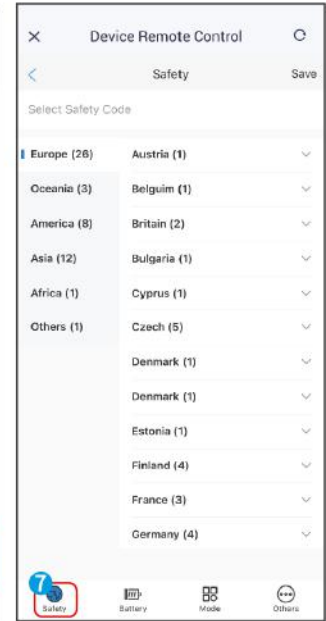 × Device Remote Control
< Safety Save
Select Safety Code
Europe (26) Austria (1)
Oceania (3) Belguim (1)
America (8) Britain (2)
Asia (12) Bulgaria (1)
Africa (1) Cyprus (1)
Others (1) Czech (5)
Denmark (1)
Denmark (1)
Estonia (1)
Finland (4)
France (3)
Germany (4)
7
Safety Battery Mode Others